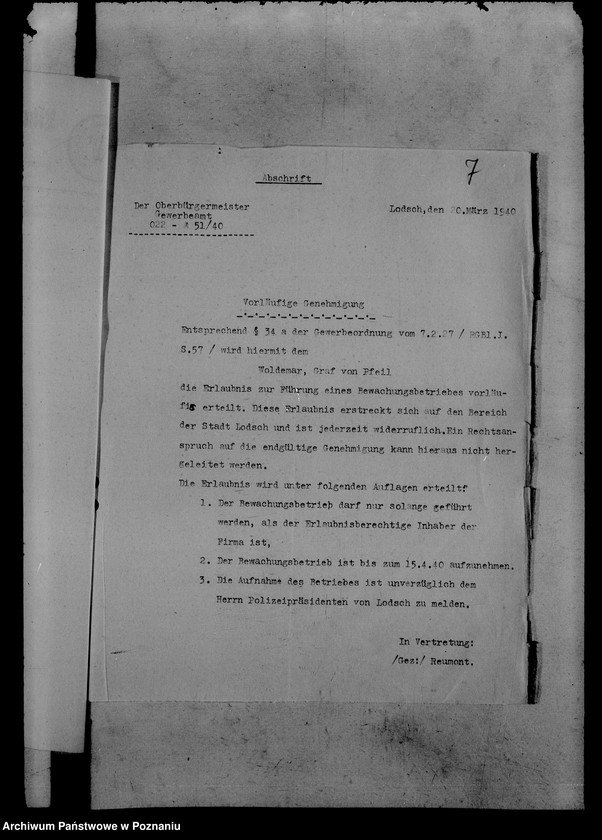 7
Abschrift
Der Oberbürgermeister
Gewerbeamt
022 - A 51/40
Lodsch,den 20.März 1940
Vorläufige Genehmigung
Entsprechend § 34 a der Gewerbeordnung vom 7.2.27 / RGBl.I.
S.57 / wird hiermit dem
Woldemar, Graf von Pfeil
die Erlaubnis zur Führung eines Bewachungsbetriebes vorläu-
fig erteilt. Diese Erlaubnis erstreckt sich auf den Bereich
der Stadt Lodsch und ist jederzeit widerruflich.Ein Rechtsan-
spruch auf die endgültige Genehmigung kann hieraus nicht her-
geleitet werden.
Die Erlaubnis wird unter folgenden Auflagen erteilt:
1. Der Bewachungsbetrieb darf nur solange geführt
werden, als der Erlaubnisberechtige Inhaber der
Firma ist,
2. Der Bewachungsbetrieb ist bis zum 15.4.40 aufzunehmen.
3. Die Aufnahme des Betriebes ist unverzüglich dem
Herrn Polizeipräsidenten von Lodsch zu melden.
In Vertretung:
/Gez:/ Reumont.
Archiwum Państwowe w Poznaniu